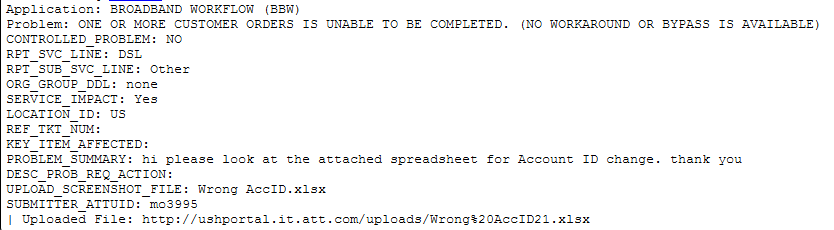 Application: BROADBAND WORKFLOW (BBW)
Problem: ONE OR MORE CUSTOMER ORDERS IS UNABLE TO BE COMPLETED. (NO WORKAROUND OR BYPASS IS AVAILABLE)
CONTROLLED_PROBLEM: NO
RPT_SVC_LINE: DSL
RPT_SUB_SVC_LINE: Other
ORG_GROUP_DDL: none
SERVICE_IMPACT: Yes
LOCATION_ID: US
REF_TKT_NUM:
KEY_ITEM_AFFECTED:
PROBLEM_SUMMARY: hi please look at the attached spreadsheet for Account ID change. thank you
DESC_PROB_REQ_ACTION:
UPLOAD_SCREENSHOT_FILE: Wrong AccID.xlsx
SUBMITTER_ATTUID: mo3995
| Uploaded File: http://ushportal.it.att.com/uploads/Wrong%20AccID21.xlsx